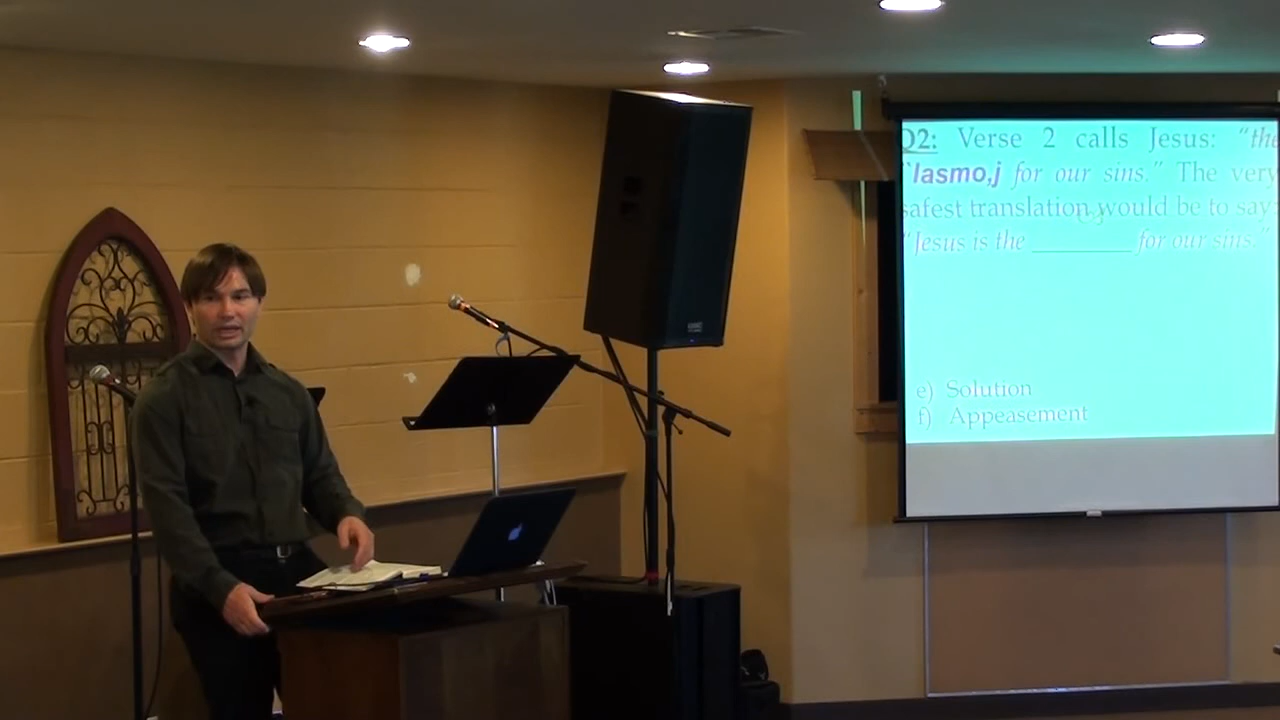 Q2: Verse 2 calls Jesus: "the
`lasmo,j for our sins." The very
safest translation would be to say:
"Jesus is the __________ for our sins."
e) Solution
f) Appeasement